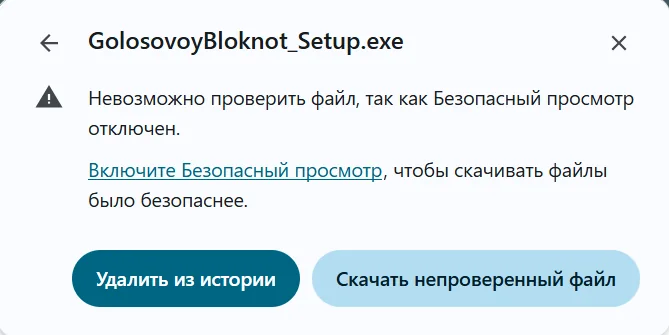 GolosovoyBloknot_Setup.exe
Невозможно проверить файл, так как Безопасный просмотр
отключен.
Включите Безопасный просмотр, чтобы скачивать файлы
было безопаснее.
Удалить из истории
Скачать непроверенный файл